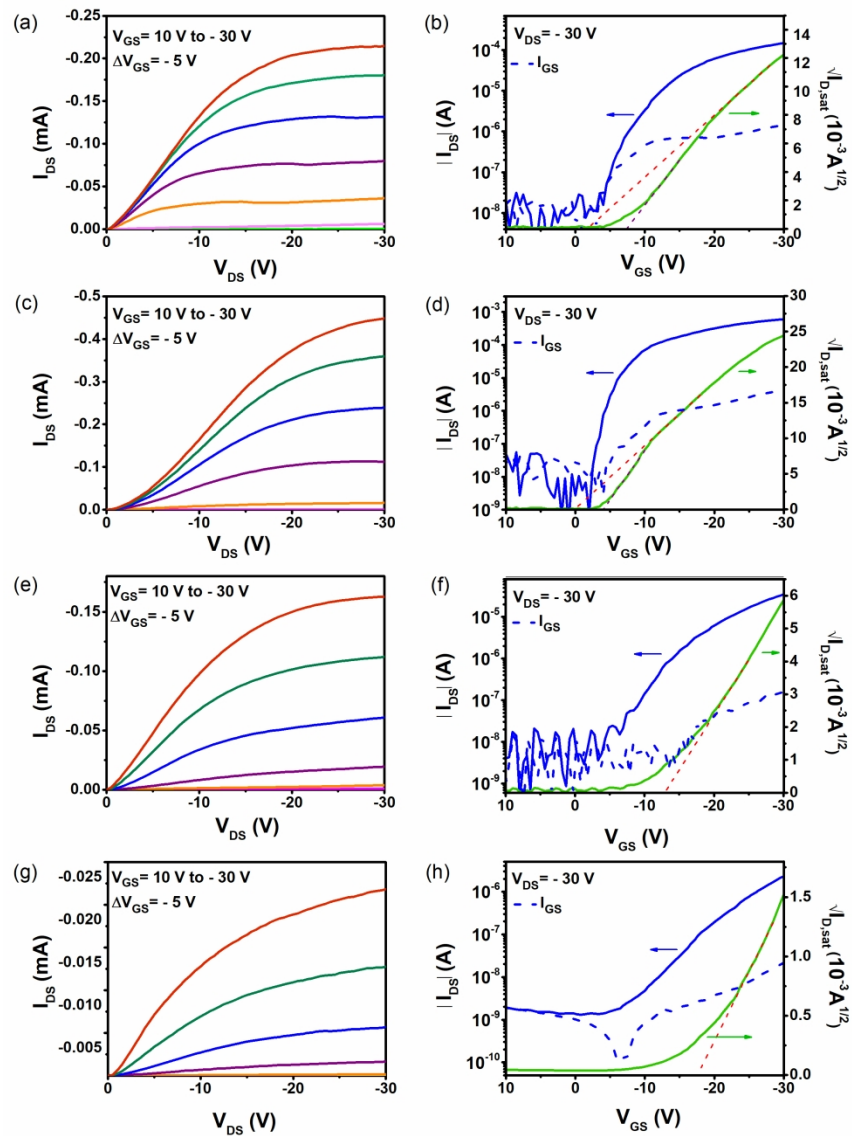 (a)
V_GS= 10 V to - 30 V
ΔV_GS= - 5 V
-0.25
-0.20
-0.15
-0.10
-0.05
0.00
I_DS (mA)
-10 -20 -30
V_DS (V)
(b)
V_DS= - 30 V
I_GS
10^-4
10^-5
10^-6
10^-7
10^-8
| I_DS| (A)
14
12
10
8
6
4
2
0
√I_D,sat (10^-3 A^1/2)
10 0 -10 -20 -30
V_GS (V)
(c)
V_GS= 10 V to - 30 V
ΔV_GS= - 5 V
-0.5
-0.4
-0.3
-0.2
-0.1
0.0
I_DS (mA)
-10 -20 -30
V_DS (V)
(d)
V_DS= - 30 V
I_GS
10^-3
10^-4
10^-5
10^-6
10^-7
10^-8
10^-9
| I_DS| (A)
30
25
20
15
10
5
0
√I_D,sat (10^-3 A^1/2)
10 0 -10 -20 -30
V_GS (V)
(e)
V_GS= 10 V to - 30 V
ΔV_GS= - 5 V
-0.15
-0.10
-0.05
0.00
I_DS (mA)
-10 -20 -30
V_DS (V)
(f)
V_DS= - 30 V
I_GS
10^-5
10^-6
10^-7
10^-8
10^-9
| I_DS| (A)
6
5
4
3
2
1
0
√I_D,sat (10^-3 A^1/2)
10 0 -10 -20 -30
V_GS (V)
(g)
V_GS= 10 V to - 30 V
ΔV_GS= - 5 V
-0.025
-0.020
-0.015
-0.010
-0.005
I_DS (mA)
0 -10 -20 -30
V_DS (V)
(h)
V_DS= - 30 V
I_GS
10^-6
10^-7
10^-8
10^-9
10^-10
| I_DS| (A)
1.5
1.0
0.5
0.0
√I_D,sat (10^-3 A^1/2)
10 0 -10 -20 -30
V_GS (V)